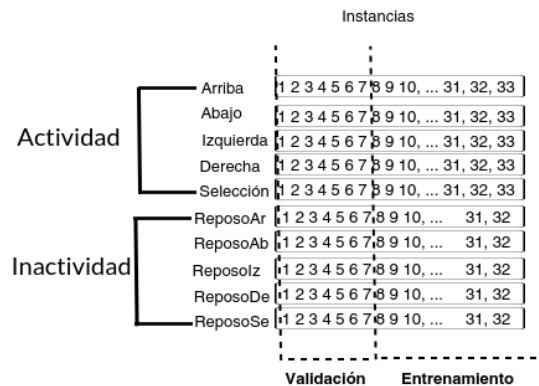 Instancias
Arriba 1 2 3 4 5 6 7 8 9 10, ... 31, 32, 33
Abajo 1 2 3 4 5 6 7 8 9 10, ... 31, 32, 33
Actividad
Izquierda 1 2 3 4 5 6 7 8 9 10, ... 31, 32, 33
Derecha 1 2 3 4 5 6 7 8 9 10, ... 31, 32, 33
Selección 1 2 3 4 5 6 7 8 9 10, ... 31, 32, 33
ReposoAr 1 2 3 4 5 6 7 8 9 10, ... 31, 32
ReposoAb 1 2 3 4 5 6 7 8 9 10, ... 31, 32
Inactividad
ReposoIz 1 2 3 4 5 6 7 8 9 10, ... 31, 32
ReposoDe 1 2 3 4 5 6 7 8 9 10, ... 31, 32
ReposoSe 1 2 3 4 5 6 7 8 9 10, ... 31, 32
Validación Entrenamiento